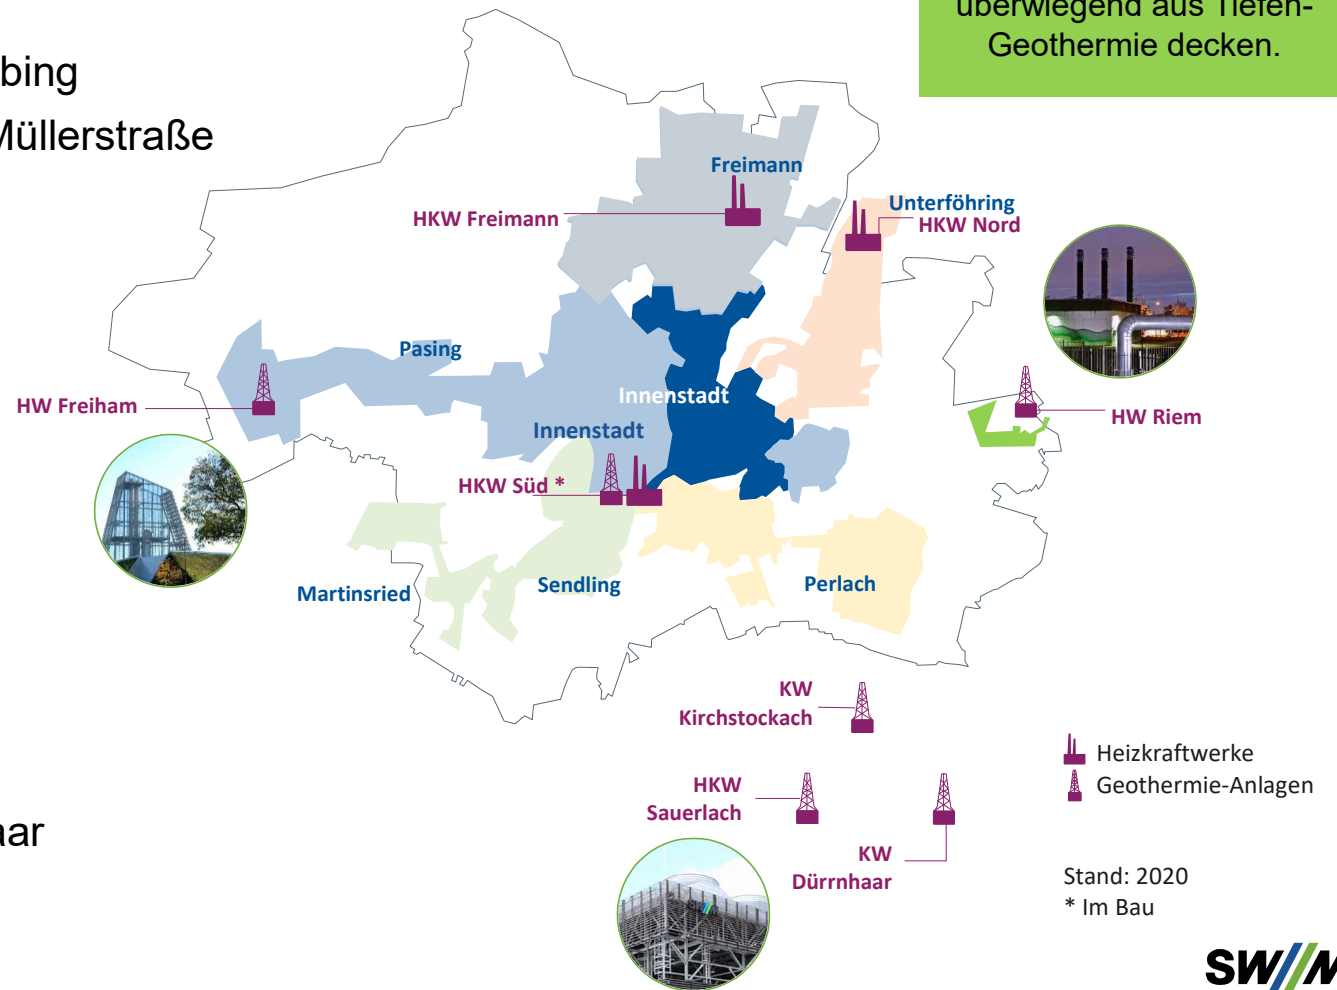 überwiegend aus Tiefen-
Geothermie decken.
bing
Müllerstraße
Freimann
HKW Freimann
Unterföhring
HKW Nord
Pasing
Innenstadt
HW Freiham
HW Riem
Innenstadt
HKW Süd *
Martinsried
Sendling
Perlach
KW
Kirchstockach
HKW
Sauerlach
KW
Dürrnhaar
Heizkraftwerke
Geothermie-Anlagen
aar
Stand: 2020
* Im Bau
SWM